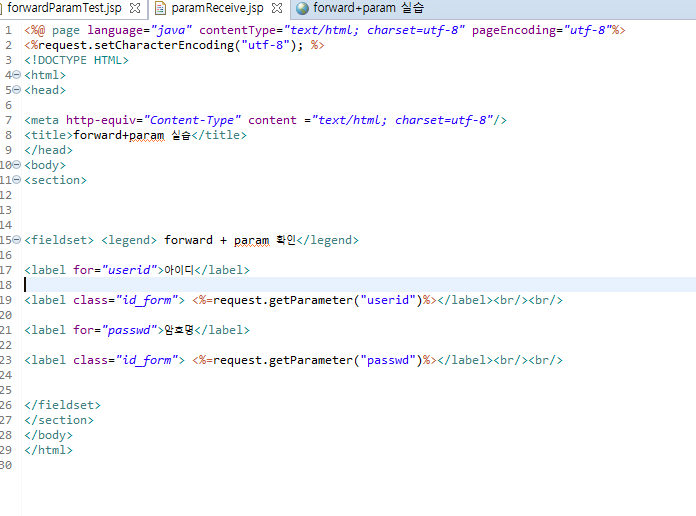 forwardParamTest.jsp paramReceive.jsp forward+param 실습
1 <%@ page language="java" contentType="text/html; charset=utf-8" pageEncoding="utf-8"%>
2 <%request.setCharacterEncoding("utf-8"); %>
3 <!DOCTYPE HTML>
4 <html>
5 <head>
6
7 <meta http-equiv="Content-Type" content ="text/html; charset=utf-8"/>
8 <title>forward+param 실습</title>
9 </head>
10 <body>
11 <section>
12
13
14
15 <fieldset> <legend> forward + param 확인</legend>
16
17 <label for="userid">아이디</label>
18
19 <label class="id_form"> <%=request.getParameter("userid")%></label><br/><br/>
20
21 <label for="passwd">암호명</label>
22
23 <label class="id_form"> <%=request.getParameter("passwd")%></label><br/><br/>
24
25
26 </fieldset>
27 </section>
28 </body>
29 </html>
30